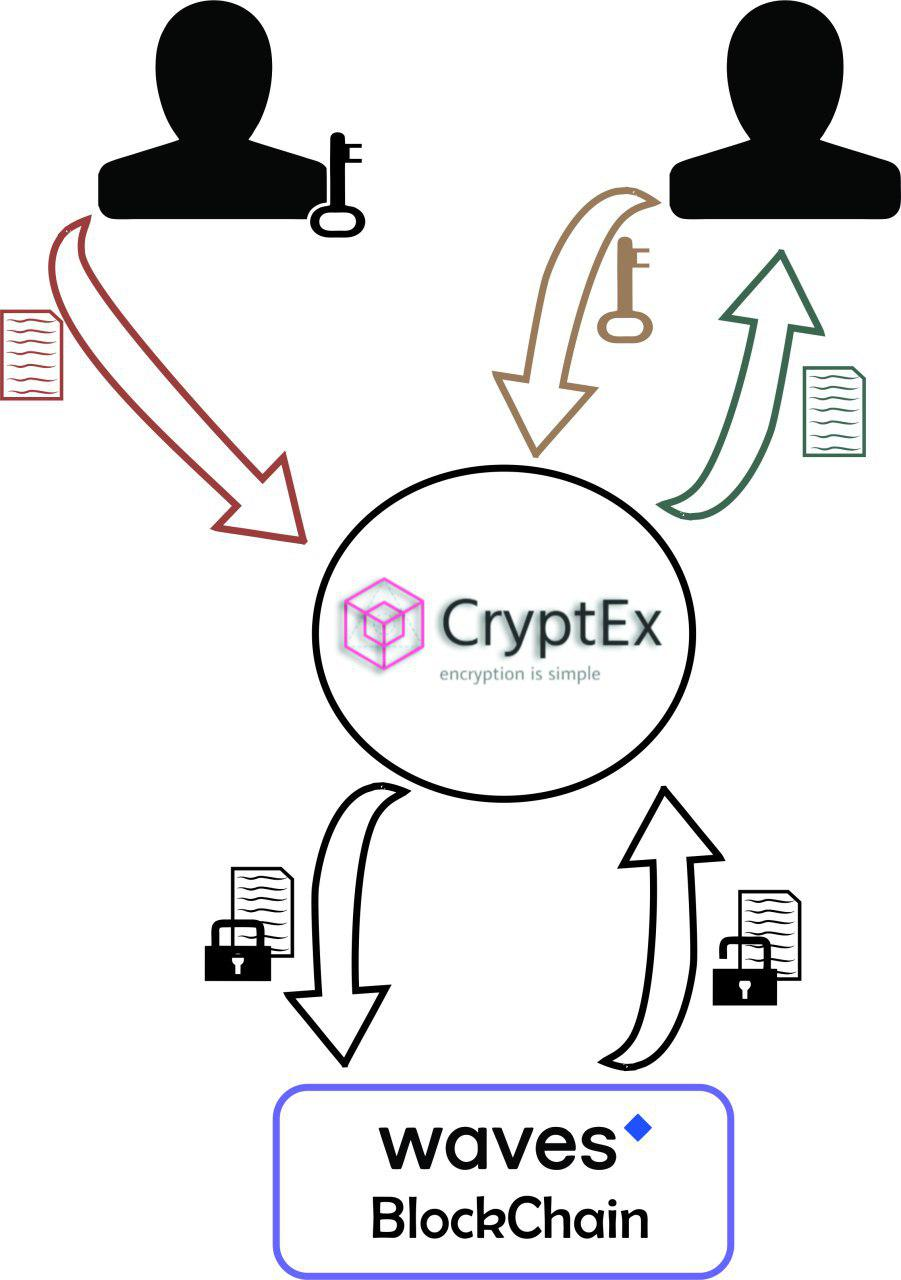 CryptEx
encryption is simple
waves
BlockChain